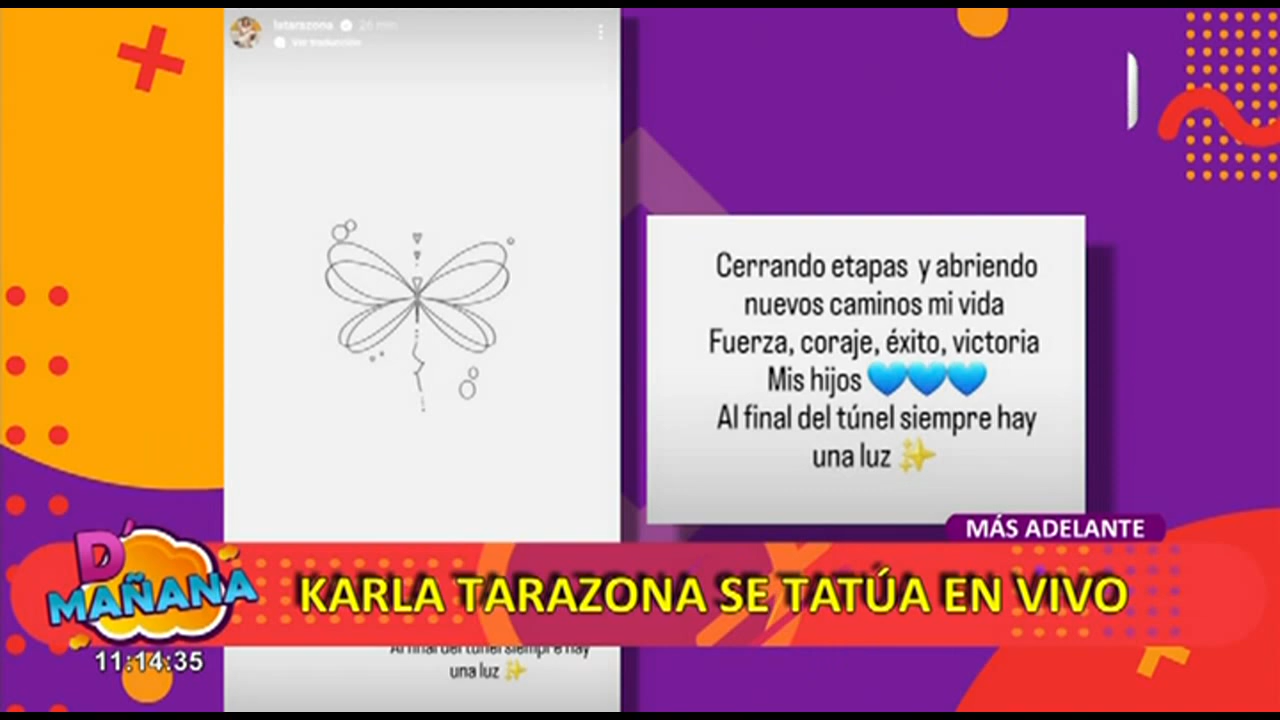 latarazona 26 min
Ver traducción
Cerrando etapas y abriendo
nuevos caminos mi vida
Fuerza, coraje, éxito, victoria
Mis hijos 💙💙💙
Al final del túnel siempre hay
una luz ✨
MÁS ADELANTE
D'
MAÑANA
KARLA TARAZONA SE TATÚA EN VIVO
11:14:35
Al final del túnel siempre hay
una luz ✨